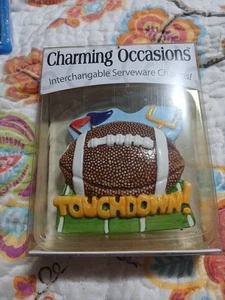 Charming Occasions
Interchangable Serveware Charms!
TOUCHDOWN!